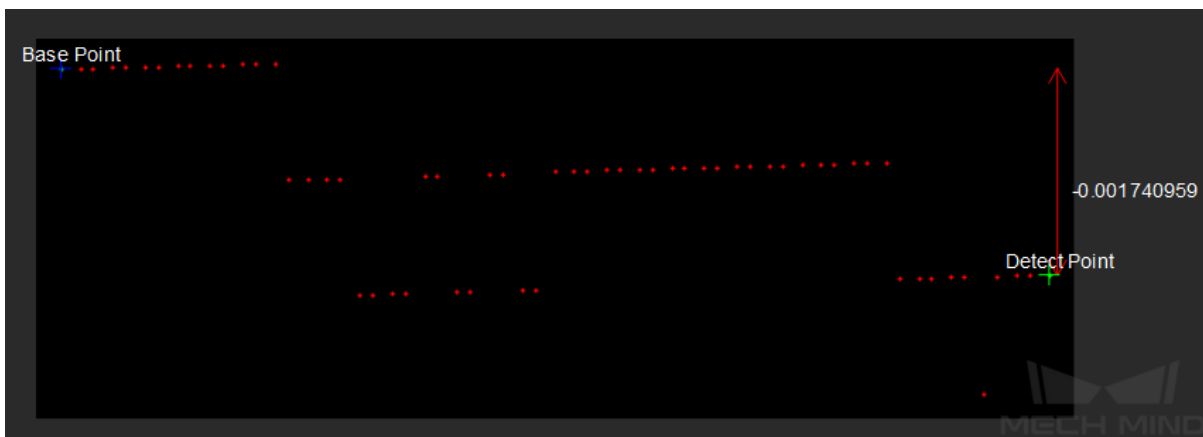 Base Point
-0.001740959
Detect Point
MECH MIND